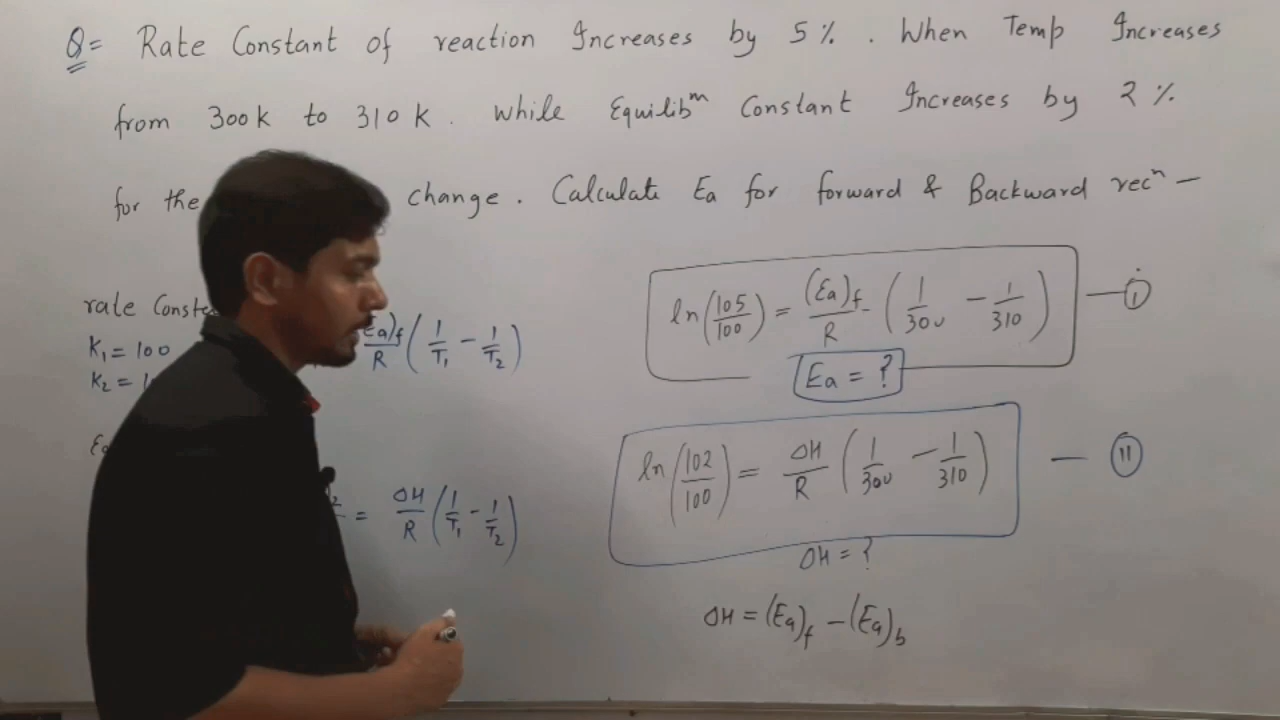 Q= Rate Constant of reaction Increases by 5 %. When Temp Increases
from 300 k to 310 K. while Equilibᵐ Constant Increases by 2 %
for the change. Calculate Ea for forward & Backward recⁿ –
rate
K₁ = 100
K₂ =
(Ea)f/R (1/T₁ - 1/T₂)
= ΔH/R (1/T₁ - 1/T₂)
ln(105/100) = (Ea)f/R (1/300 - 1/310) — (i)
Ea = ?
ln(102/100) = ΔH/R (1/300 - 1/310) — (II)
ΔH = ?
ΔH = (Ea)f - (Ea)b